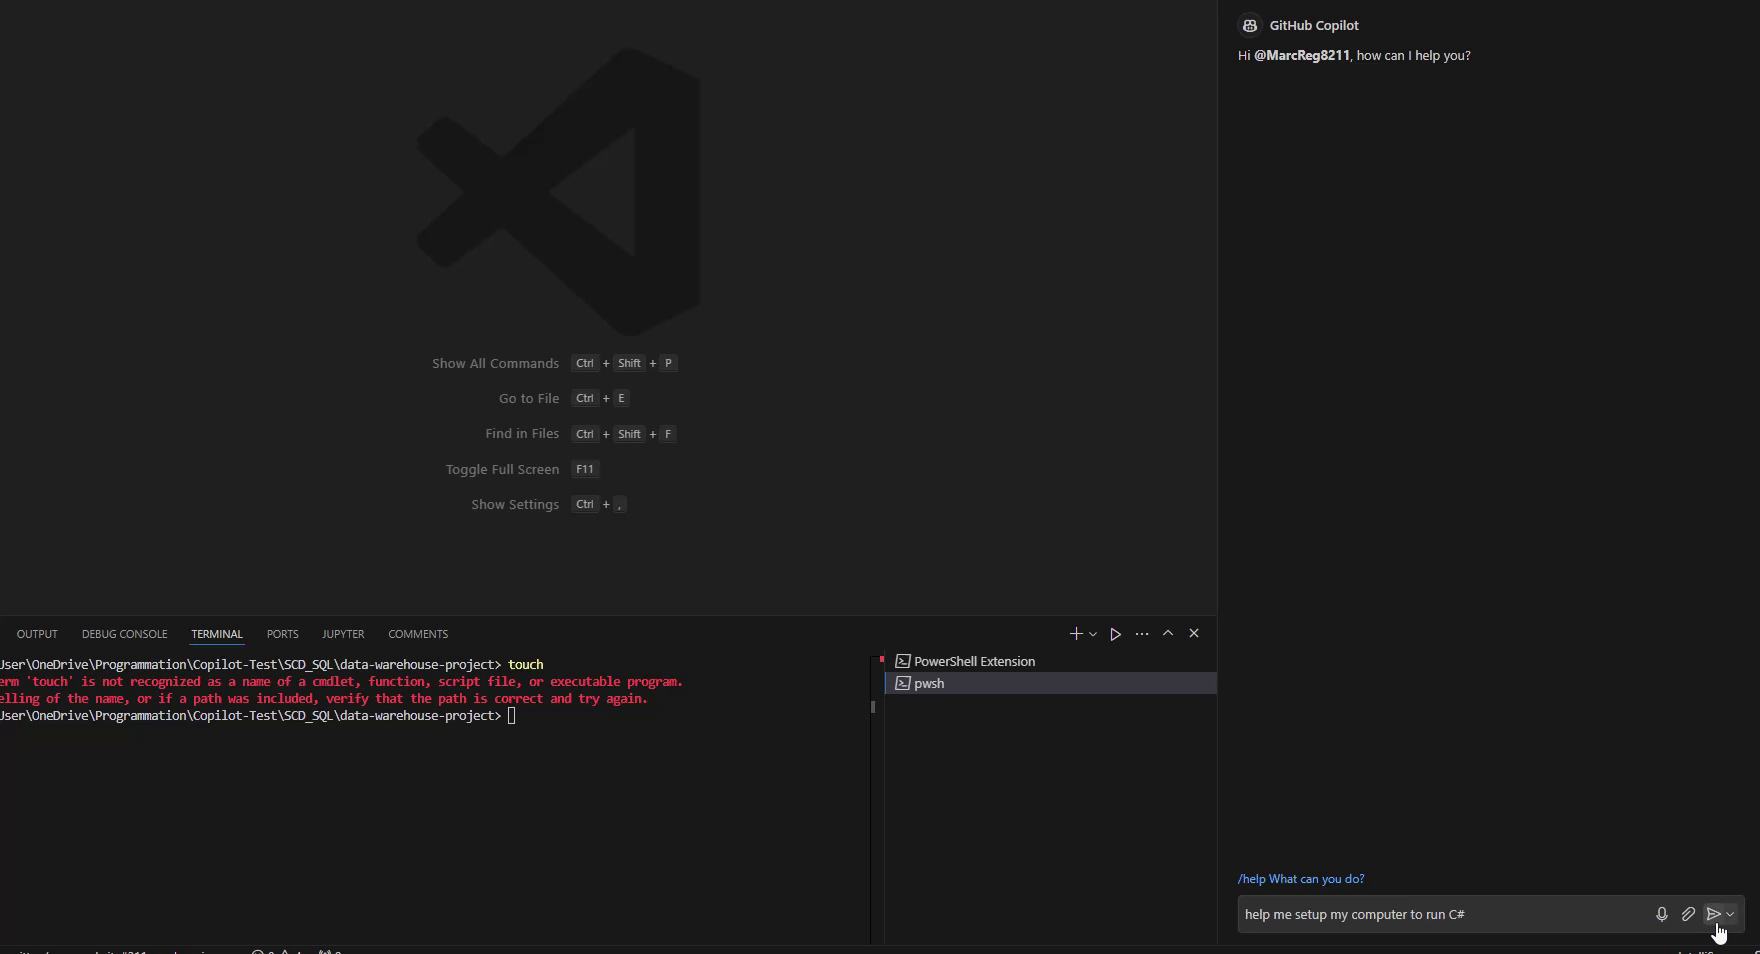 GitHub Copilot
Hi @MarcReg8211, how can I help you?
Show All Commands Ctrl + Shift + P
Go to File Ctrl + E
Find in Files Ctrl + Shift + F
Toggle Full Screen F11
Show Settings Ctrl + ,
OUTPUT DEBUG CONSOLE TERMINAL PORTS JUPYTER COMMENTS
User\OneDrive\Programmation\Copilot-Test\SCD_SQL\data-warehouse-project> touch
erm 'touch' is not recognized as a name of a cmdlet, function, script file, or executable program.
elling of the name, or if a path was included, verify that the path is correct and try again.
User\OneDrive\Programmation\Copilot-Test\SCD_SQL\data-warehouse-project>
PowerShell Extension
pwsh
/help What can you do?
help me setup my computer to run C#